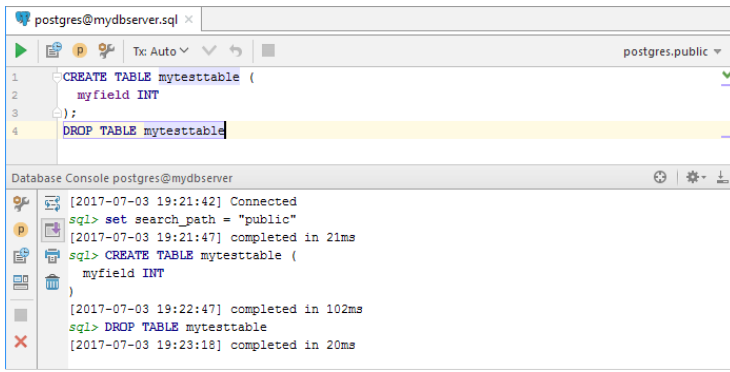 postgres@mydbserver.sql
Tx: Auto
postgres.public
1 CREATE TABLE mytesttable (
2 myfield INT
3 );
4 DROP TABLE mytesttable
Database Console postgres@mydbserver
[2017-07-03 19:21:42] Connected
sql> set search_path = "public"
[2017-07-03 19:21:47] completed in 21ms
sql> CREATE TABLE mytesttable (
myfield INT
)
[2017-07-03 19:22:47] completed in 102ms
sql> DROP TABLE mytesttable
[2017-07-03 19:23:18] completed in 20ms